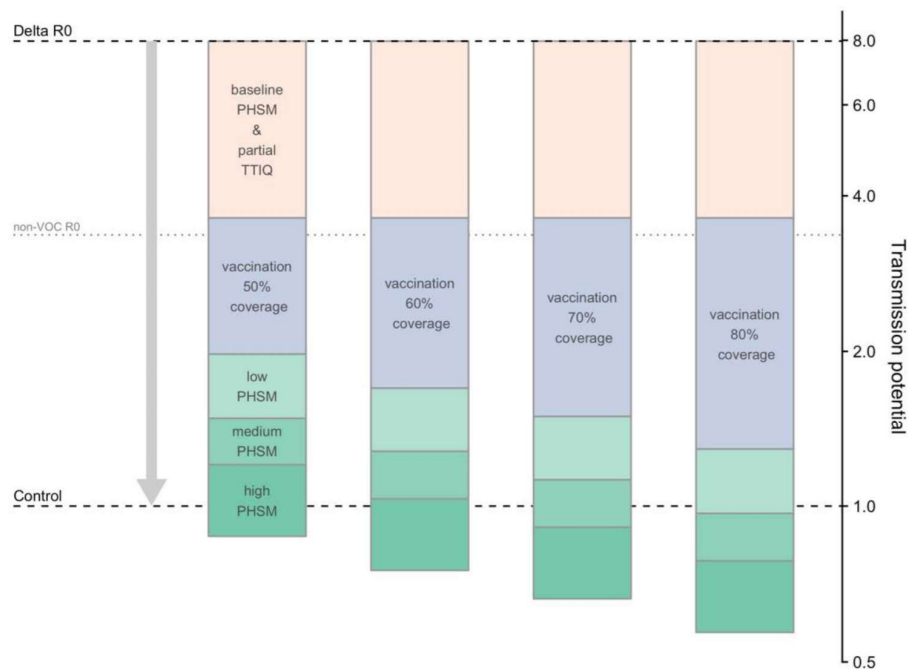 Delta R0
8.0
baseline
PHSM
&
partial
TTIQ
6.0
4.0
non-VOC R0
vaccination
50%
coverage
vaccination
60%
coverage
vaccination
70%
coverage
vaccination
80%
coverage
Transmission potential
2.0
low
PHSM
medium
PHSM
high
PHSM
Control
1.0
0.5